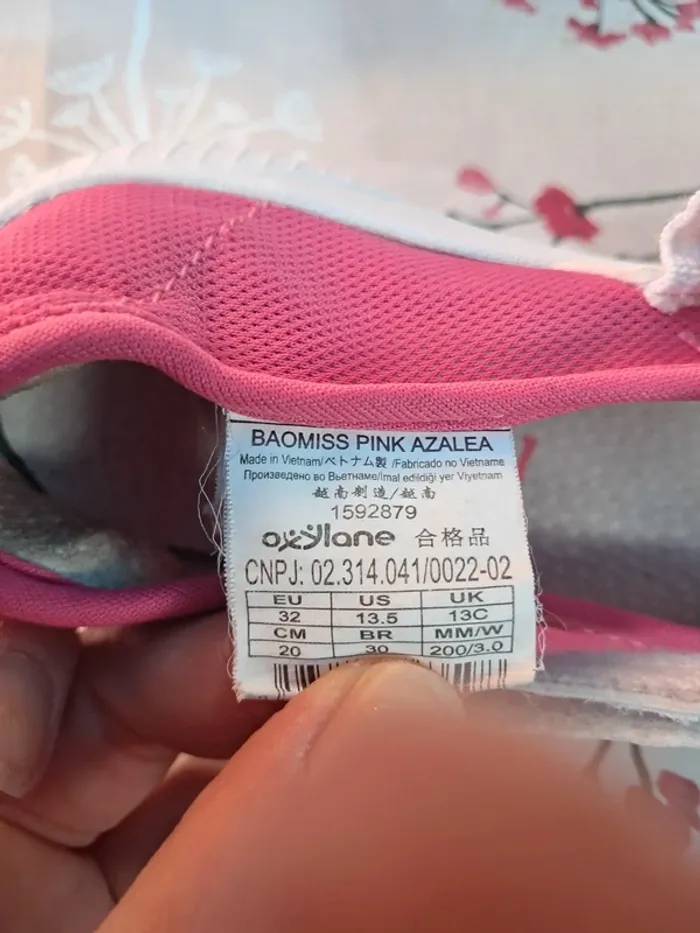 BAOMISS PINK AZALEA
Made in Vietnam/ベトナム製 /Fabricado no Vietname
Произведено во Вьетнаме/Imal edildiği yer Viyetnam
越南制造/越南
1592879
oxylane 合格品
CNPJ: 02.314.041/0022-02
EU US UK
32 13.5 13C
CM BR MM/W
20 30 200/3.0